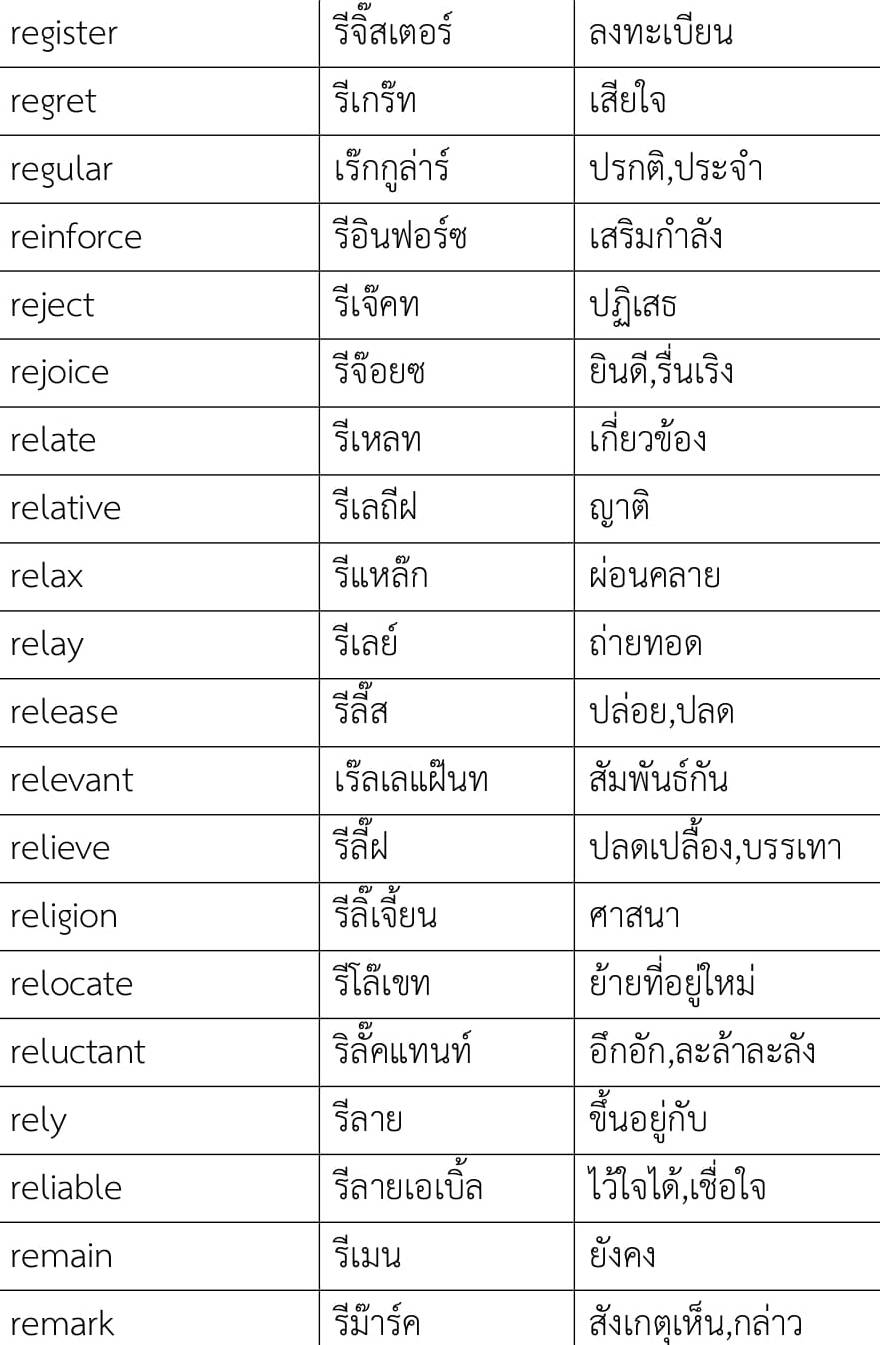 register รีจิ๊สเตอร์ ลงทะเบียน
regret รีเกร๊ท เสียใจ
regular เร๊กกูล่าร์ ปรกติ,ประจำ
reinforce รีอินฟอร์ซ เสริมกำลัง
reject รีเจ๊คท ปฏิเสธ
rejoice รีจ๊อยซ ยินดี,รื่นเริง
relate รีเหลท เกี่ยวข้อง
relative รีเลถีฝ ญาติ
relax รีแหล๊ก ผ่อนคลาย
relay รีเลย์ ถ่ายทอด
release รีลี๊ส ปล่อย,ปลด
relevant เร๊ลเลแฝ๊นท สัมพันธ์กัน
relieve รีลี๊ฝ ปลดเปลื้อง,บรรเทา
religion รีลิ๊เจี้ยน ศาสนา
relocate รีโล๊เขท ย้ายที่อยู่ใหม่
reluctant ริลั๊คแทนท์ อึกอัก,ละล้าละลัง
rely รีลาย ขึ้นอยู่กับ
reliable รีลายเอเบิ้ล ไว้ใจได้,เชื่อใจ
remain รีเมน ยังคง
remark รีม๊าร์ค สังเกตุเห็น,กล่าว